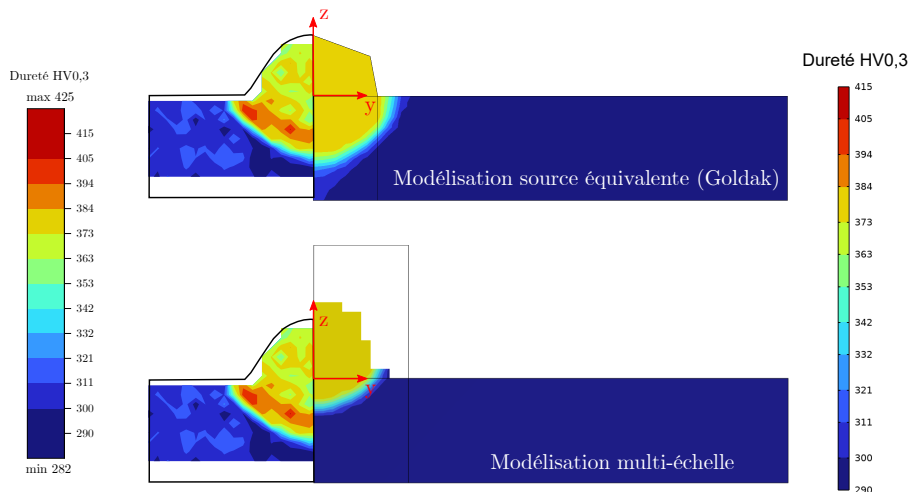 z
Dureté HV0,3
max 425
415
405
394
384
373
363
353
342
332
321
311
300
290
min 282
y
Modélisation source équivalente (Goldak)
Dureté HV0,3
415
405
394
384
373
363
353
342
332
321
311
300
290
z
y
Modélisation multi-échelle